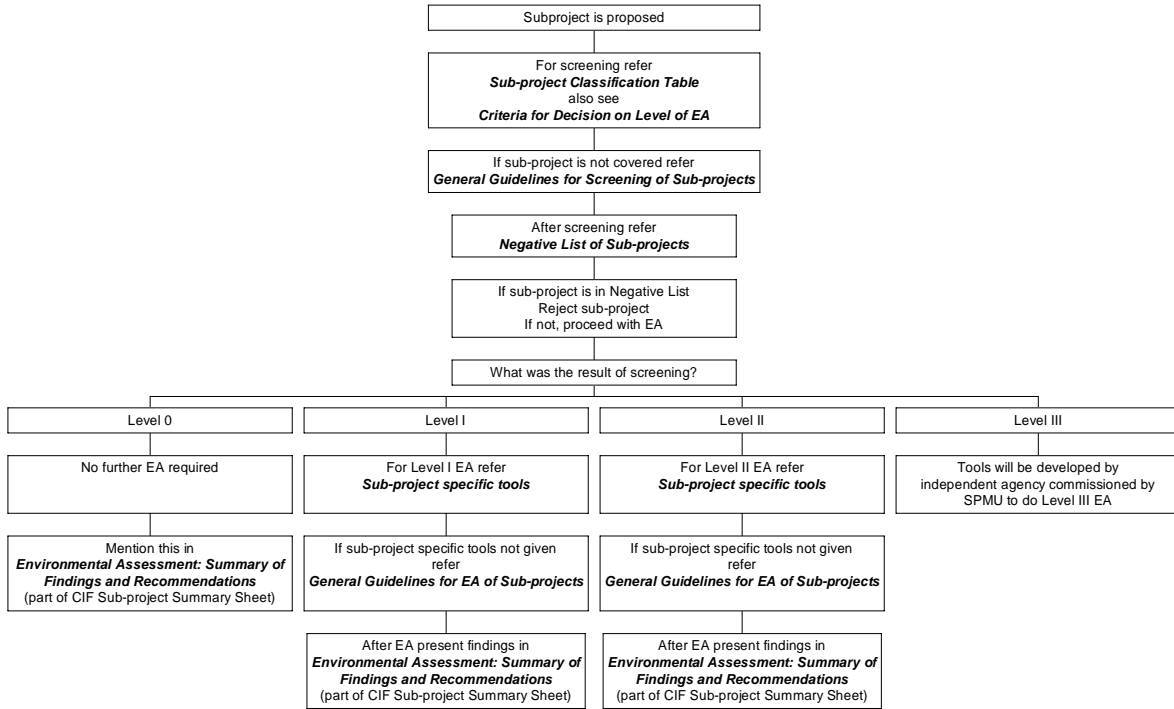 Subproject is proposed
For screening refer
Sub-project Classification Table
also see
Criteria for Decision on Level of EA
If sub-project is not covered refer
General Guidelines for Screening of Sub-projects
After screening refer
Negative List of Sub-projects
If sub-project is in Negative List
Reject sub-project
If not, proceed with EA
What was the result of screening?
Level 0
No further EA required
Mention this in
Environmental Assessment: Summary of
Findings and Recommendations
(part of CIF Sub-project Summary Sheet)
Level I
For Level I EA refer
Sub-project specific tools
If sub-project specific tools not given
refer
General Guidelines for EA of Sub-projects
After EA present findings in
Environmental Assessment: Summary of
Findings and Recommendations
(part of CIF Sub-project Summary Sheet)
Level II
For Level II EA refer
Sub-project specific tools
If sub-project specific tools not given
refer
General Guidelines for EA of Sub-projects
After EA present findings in
Environmental Assessment: Summary of
Findings and Recommendations
(part of CIF Sub-project Summary Sheet)
Level III
Tools will be developed by
independent agency commissioned by
SPMU to do Level III EA